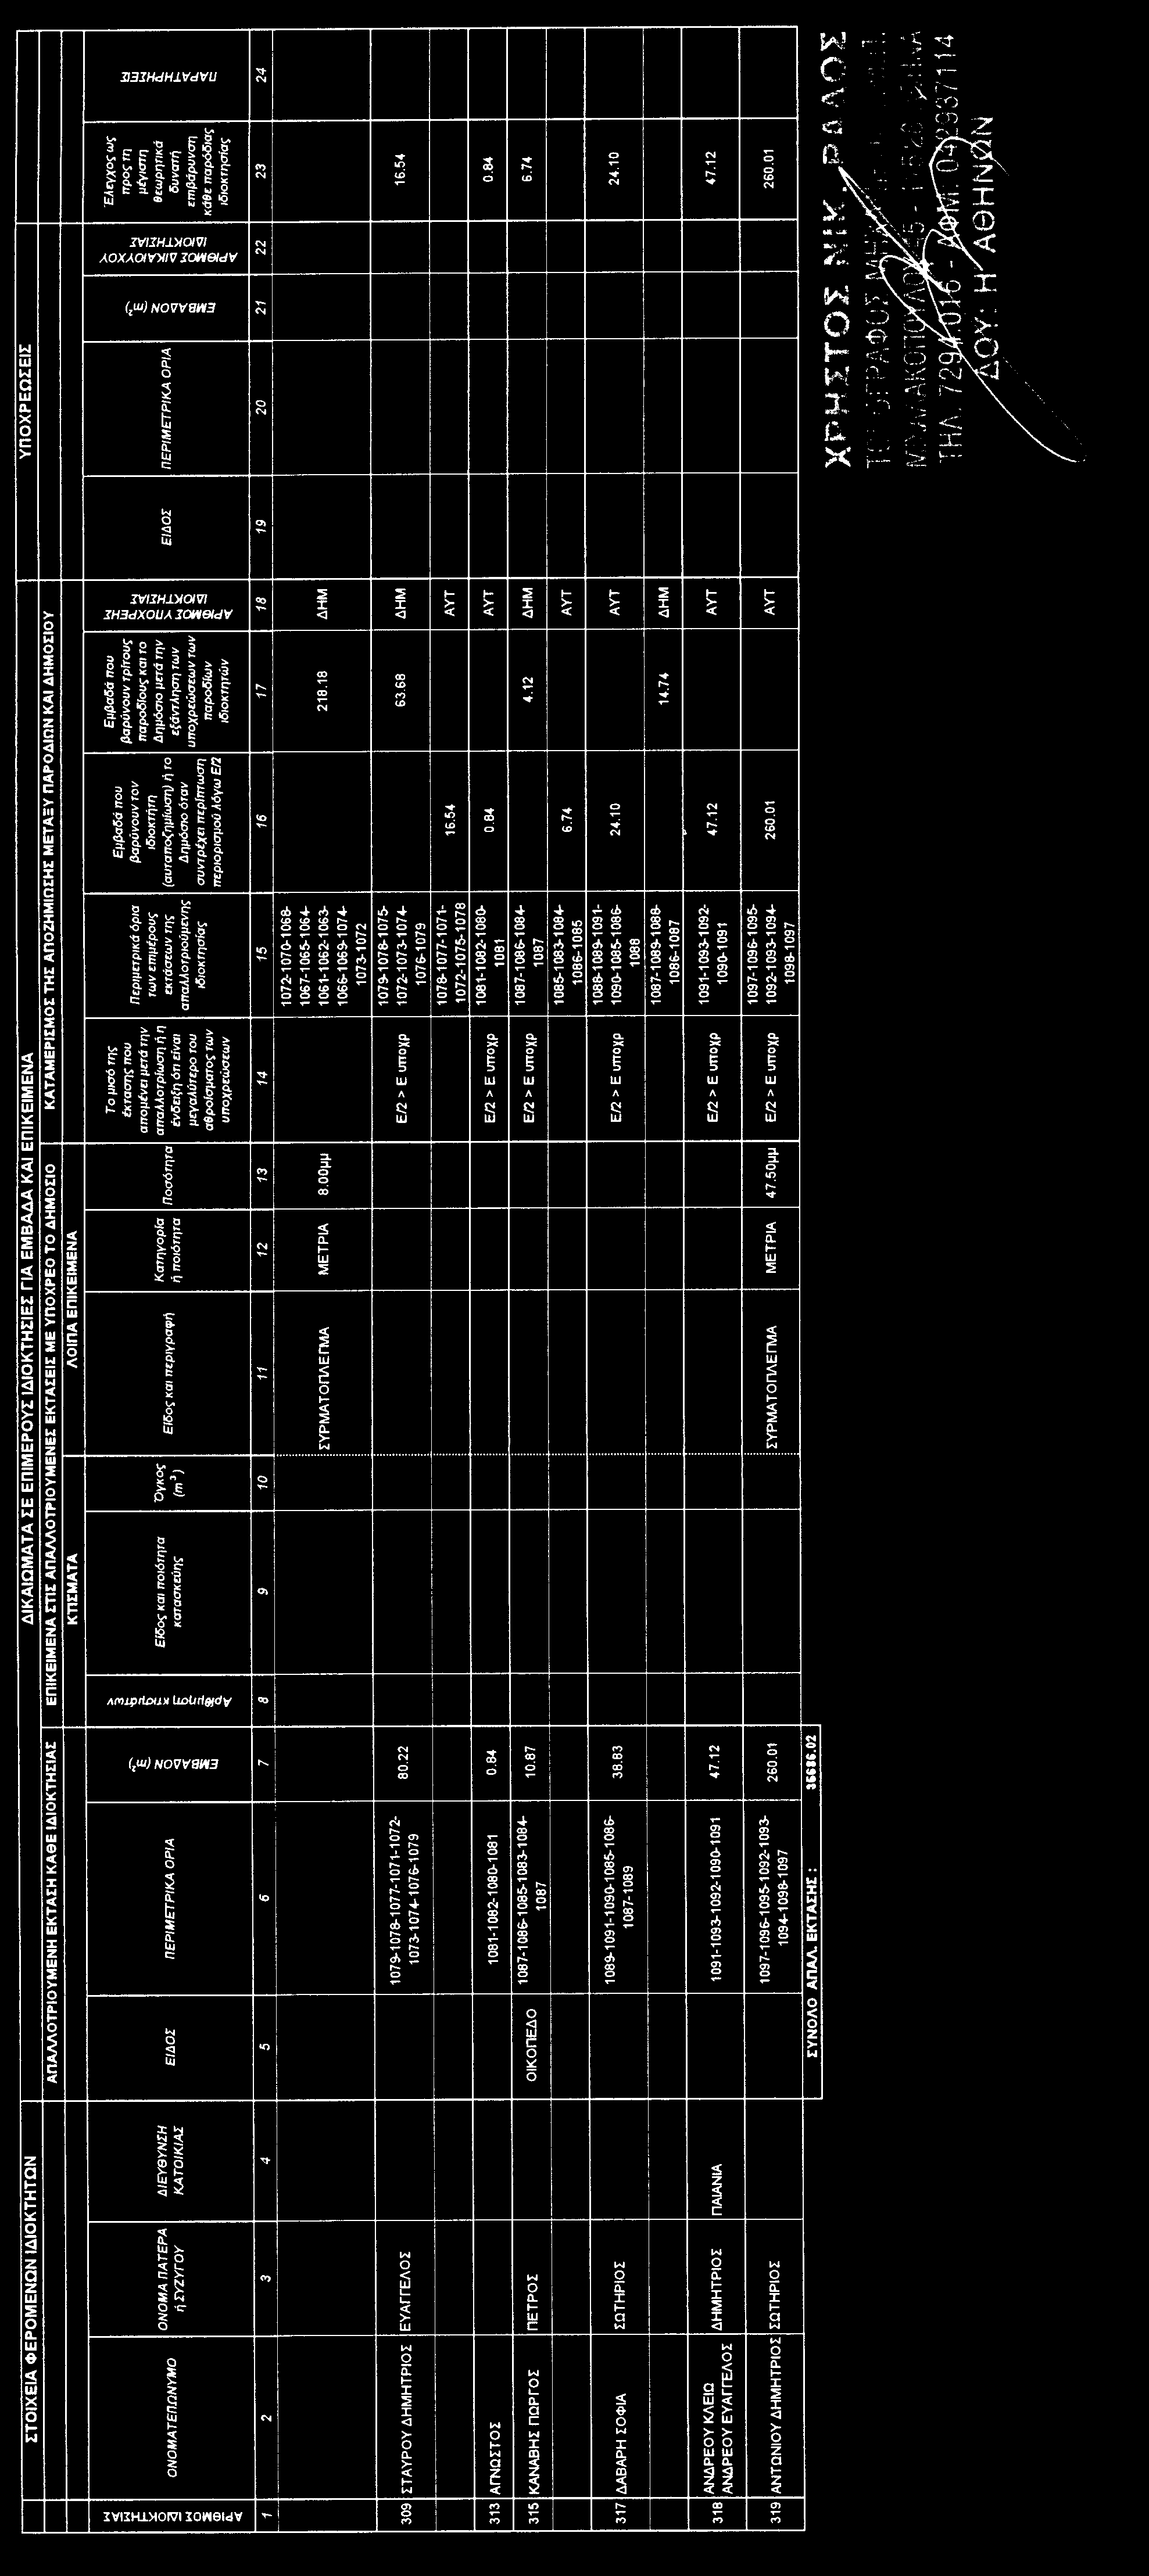 ΣΤΟΙΧΕΙΑ ΦΕΡΟΜΕΝΩΝ ΙΔΙΟΚΤΗΤΩΝ
ΔΙΚΑΙΩΜΑΤΑ ΣΕ ΕΠΙΜΕΡΟΥΣ ΙΔΙΟΚΤΗΣΙΕΣ ΓΙΑ ΕΜΒΑΔΑ ΚΑΙ ΕΠΙΚΕΙΜΕΝΑ
ΥΠΟΧΡΕΩΣΕΙΣ
ΑΠΑΛΛΟΤΡΙΟΥΜΕΝΗ ΕΚΤΑΣΗ ΚΑΘΕ ΙΔΙΟΚΤΗΣΙΑΣ
ΕΠΙΚΕΙΜΕΝΑ ΣΤΙΣ ΑΠΑΛΛΟΤΡΙΟΥΜΕΝΕΣ ΕΚΤΑΣΕΙΣ ΜΕ ΥΠΟΧΡΕΟ ΤΟ ΔΗΜΟΣΙΟ
ΚΑΤΑΜΕΡΙΣΜΟΣ ΤΗΣ ΑΠΟΖΗΜΙΩΣΗΣ ΜΕΤΑΞΥ ΠΑΡΟΔΙΩΝ ΚΑΙ ΔΗΜΟΣΙΟΥ
ΚΤΙΣΜΑΤΑ
ΛΟΙΠΑ ΕΠΙΚΕΙΜΕΝΑ
ΑΡΙΘΜΟΣ ΙΔΙΟΚΤΗΣΙΑΣ
ΟΝΟΜΑΤΕΠΩΝΥΜΟ
ΟΝΟΜΑ ΠΑΤΕΡΑ
ή ΣΥΖΥΓΟΥ
ΔΙΕΥΘΥΝΣΗ
ΚΑΤΟΙΚΙΑΣ
ΕΙΔΟΣ
ΠΕΡΙΜΕΤΡΙΚΑ ΟΡΙΑ
ΕΜΒΑΔΟΝ (m²)
Αρίθμηση κτισμάτων
Είδος και ποιότητα
κατασκεύης
Όγκος
(m³)
Είδος και περιγραφή
Κατηγορία
ή ποιότητα
Ποσότητα
Το μισό της
έκτασης που
απομένει μετά την
απαλλοτρίωση ή η
ένδειξη ότι είναι
μεγαλύτερο του
αθροίσματος των
υποχρεώσεων
Περιμετρικά όρια
των επιμέρους
εκτάσεων της
απαλλοτριούμενης
ιδιοκτησίας
Εμβαδά που
βαρύνουν τον
ιδιοκτήτη
(αυταποζημίωση) ή το
Δημόσιο όταν
συντρέχει περίπτωση
περιορισμού λόγω Ε/2
Εμβαδά που
βαρύνουν τρίτους
παροδίους και το
Δημόσιο μετά την
εξάντληση των
υποχρεώσεων των
παροδίων
ιδιοκτητών
ΑΡΙΘΜΟΣ ΥΠΟΧΡΕΗΣ
ΙΔΙΟΚΤΗΣΙΑΣ
ΕΙΔΟΣ
ΠΕΡΙΜΕΤΡΙΚΑ ΟΡΙΑ
ΕΜΒΑΔΟΝ (m²)
ΑΡΙΘΜΟΣ ΔΙΚΑΙΟΥΧΟΥ
ΙΔΙΟΚΤΗΣΙΑΣ
Έλεγχος ως
προς τη
μέγιστη
θεωρητικά
δυνατή
επιβάρυνση
κάθε παρόδιας
ιδιοκτησίας
ΠΑΡΑΤΗΡΗΣΕΙΣ
1 2 3 4 5 6 7 8 9 10 11 12 13 14 15 16 17 18 19 20 21 22 23 24
ΣΥΡΜΑΤΟΠΛΕΓΜΑ ΜΕΤΡΙΑ 8.00μμ
1072-1070-1068-
1067-1065-1064-
1061-1062-1063-
1066-1069-1074-
1073-1072
218.18 ΔΗΜ
309 ΣΤΑΥΡΟΥ ΔΗΜΗΤΡΙΟΣ ΕΥΑΓΓΕΛΟΣ
1079-1078-1077-1071-1072-
1073-1074-1076-1079
80.22 Ε/2 > Ε υποχρ
1079-1078-1075-
1072-1073-1074-
1076-1079
63.68 ΔΗΜ 16.54
1078-1077-1071-
1072-1075-1078
16.54 ΑΥΤ
313 ΑΓΝΩΣΤΟΣ 1081-1082-1080-1081 0.84 Ε/2 > Ε υποχρ
1081-1082-1080-
1081
0.84 ΑΥΤ 0.84
315 ΚΑΝΑΒΗΣ ΓΙΩΡΓΟΣ ΠΕΤΡΟΣ ΟΙΚΟΠΕΔΟ
1087-1086-1085-1083-1084-
1087
10.87 Ε/2 > Ε υποχρ
1087-1086-1084-
1087
4.12 ΔΗΜ 6.74
1085-1083-1084-
1086-1085
6.74 ΑΥΤ
317 ΔΑΒΑΡΗ ΣΟΦΙΑ ΣΩΤΗΡΙΟΣ
1089-1091-1090-1085-1086-
1087-1089
38.83 Ε/2 > Ε υποχρ
1088-1089-1091-
1090-1085-1086-
1088
24.10 ΑΥΤ 24.10
1087-1089-1088-
1086-1087
14.74 ΔΗΜ
318 ΑΝΔΡΕΟΥ ΚΛΕΙΩ
ΑΝΔΡΕΟΥ ΕΥΑΓΓΕΛΟΣ
ΔΗΜΗΤΡΙΟΣ ΠΑΙΑΝΙΑ 1091-1093-1092-1090-1091 47.12 Ε/2 > Ε υποχρ
1091-1093-1092-
1090-1091
47.12 ΑΥΤ 47.12
319 ΑΝΤΩΝΙΟΥ ΔΗΜΗΤΡΙΟΣ ΣΩΤΗΡΙΟΣ
1097-1096-1095-1092-1093-
1094-1098-1097
260.01 ΣΥΡΜΑΤΟΠΛΕΓΜΑ ΜΕΤΡΙΑ 47.50μμ Ε/2 > Ε υποχρ
1097-1096-1095-
1092-1093-1094-
1098-1097
260.01 ΑΥΤ 260.01
ΣΥΝΟΛΟ ΑΠΑΛ. ΕΚΤΑΣΗΣ :
ΧΡΗΣΤΟΣ ΝΙΚ. ΡΑΛΟΣ
ΔΟΥ: Η' ΑΘΗΝΩΝ